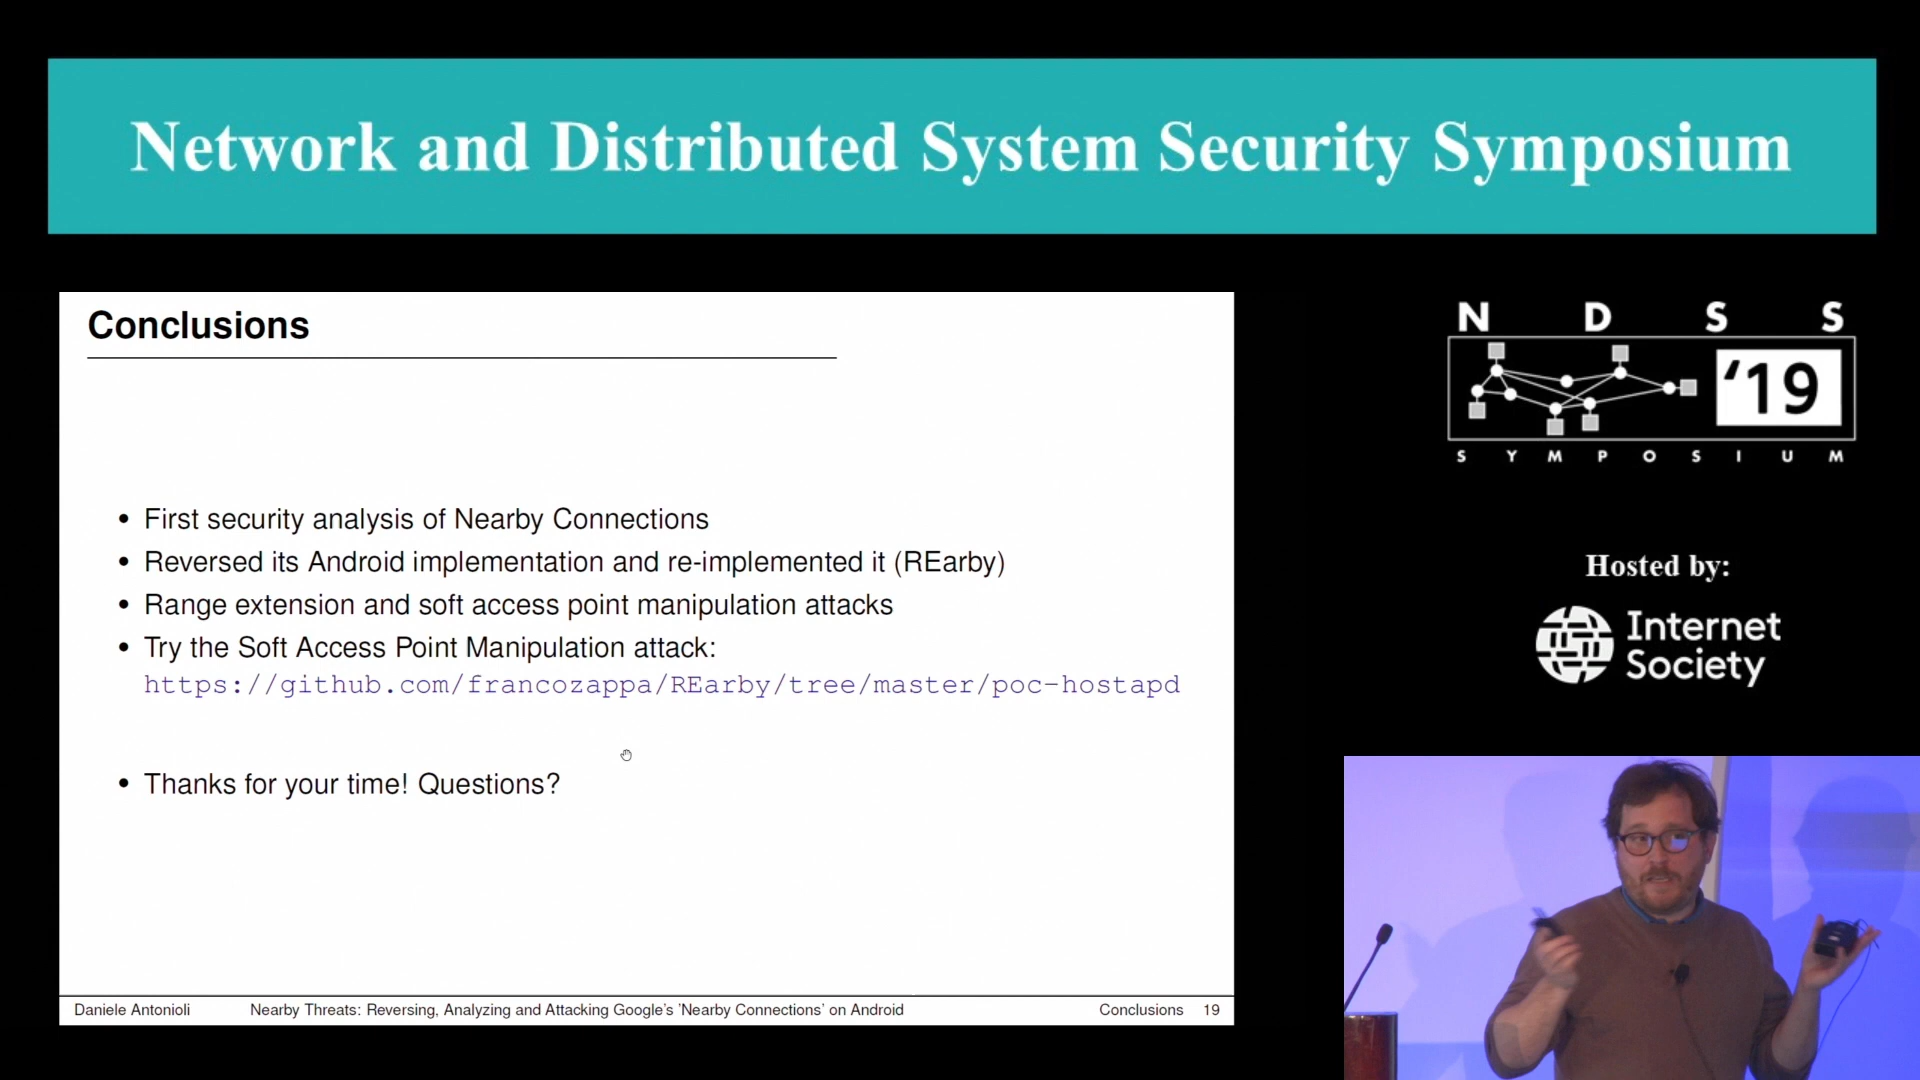 Network and Distributed System Security Symposium
Conclusions
• First security analysis of Nearby Connections
• Reversed its Android implementation and re-implemented it (REarby)
• Range extension and soft access point manipulation attacks
• Try the Soft Access Point Manipulation attack:
https://github.com/francozappa/REarby/tree/master/poc-hostapd
• Thanks for your time! Questions?
Daniele Antonioli Nearby Threats: Reversing, Analyzing and Attacking Google's 'Nearby Connections' on Android Conclusions 19
N D S S
'19
S Y M P O S I U M
Hosted by:
Internet
Society